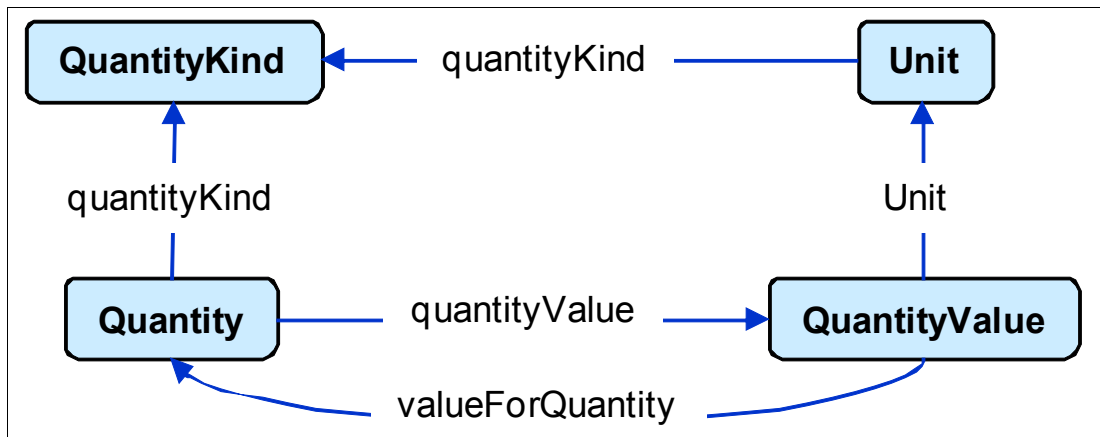 QuantityKind
quantityKind
Unit
quantityKind
Unit
Quantity
quantityValue
QuantityValue
valueForQuantity